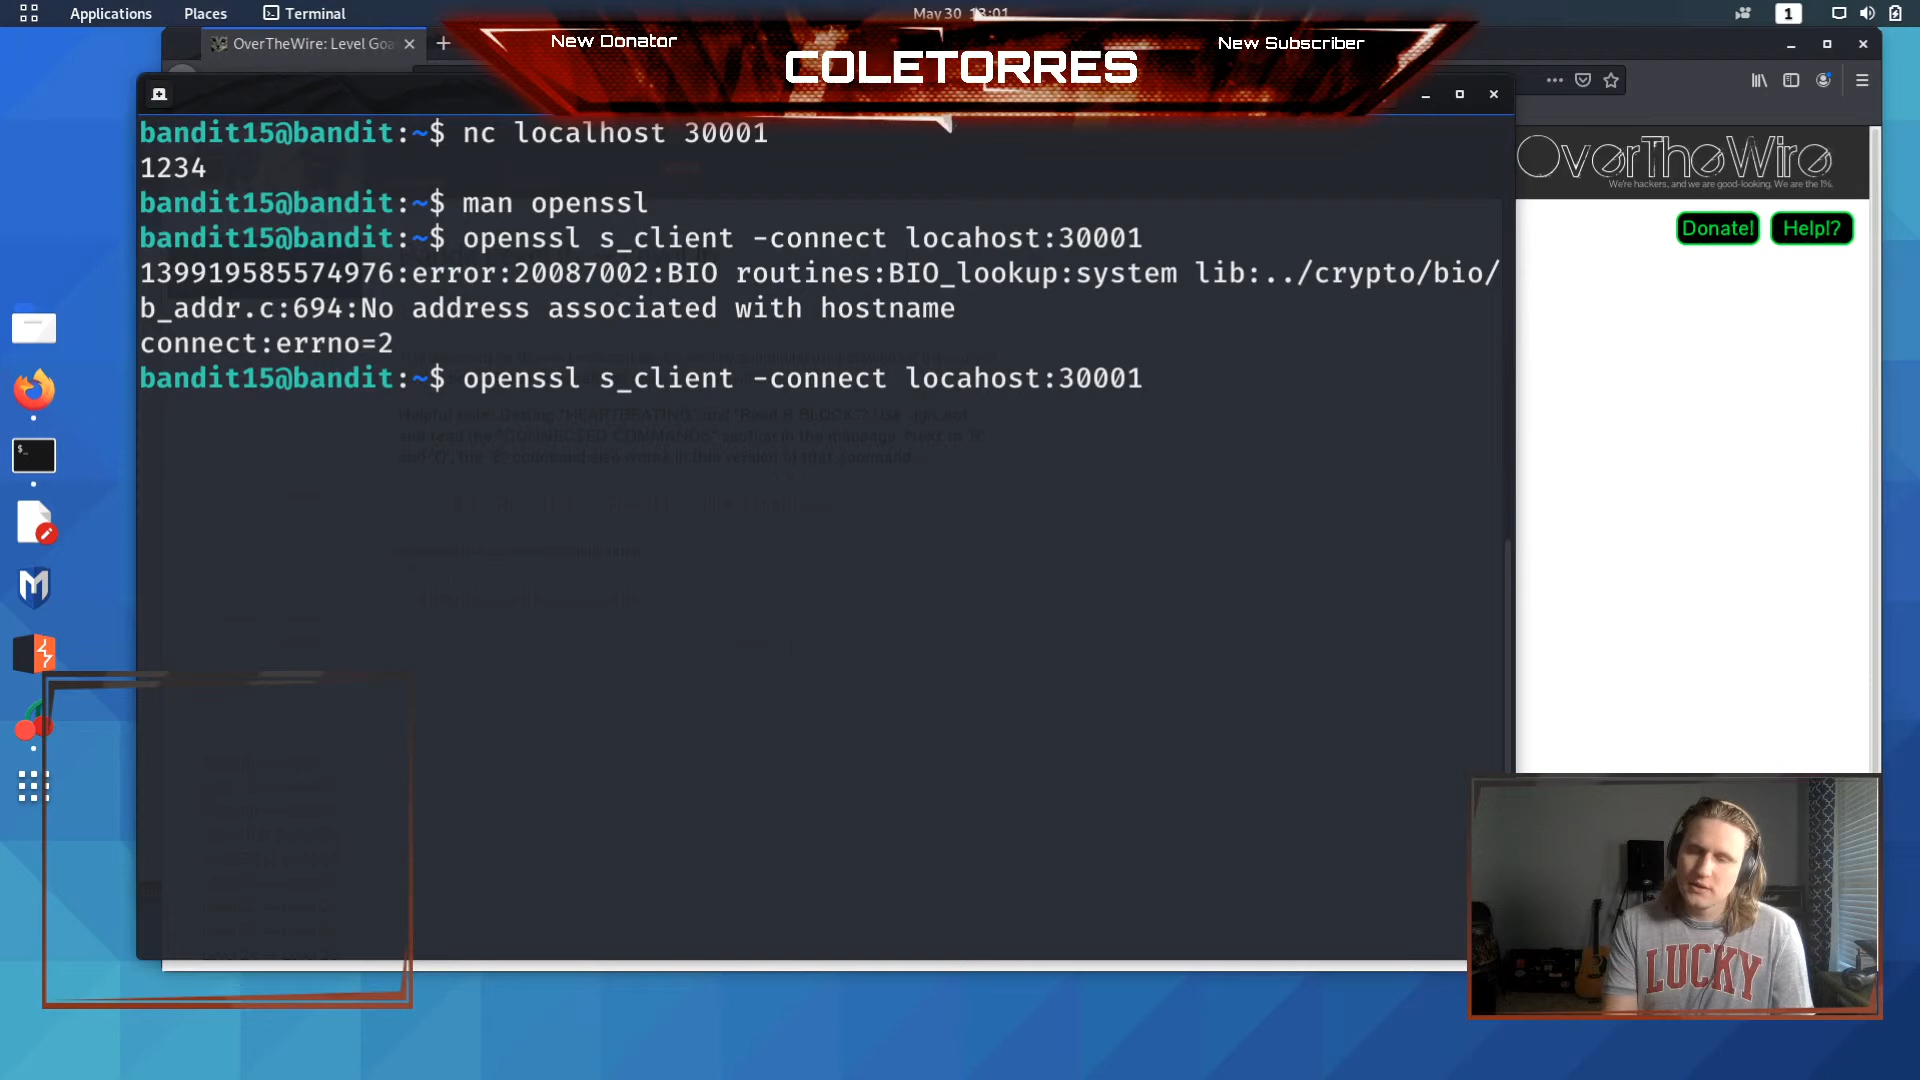 Applications Places Terminal May 30 13:01 1
OverTheWire: Level Goa
New Donator
COLETORRES
New Subscriber
bandit15@bandit:~$ nc localhost 30001
1234
bandit15@bandit:~$ man openssl
bandit15@bandit:~$ openssl s_client -connect locahost:30001
139919585574976:error:20087002:BIO routines:BIO_lookup:system lib:../crypto/bio/
b_addr.c:694:No address associated with hostname
connect:errno=2
bandit15@bandit:~$ openssl s_client -connect locahost:30001
OverTheWire
We're hackers, and we are good-looking. We are the 1%.
Donate! Help!?
LUCKY